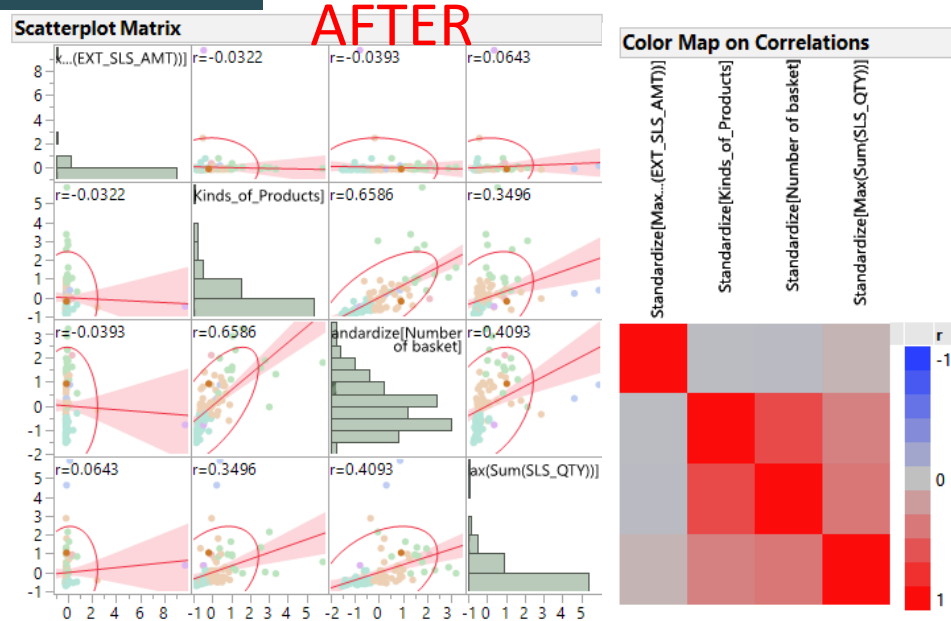 AFTER
Scatterplot Matrix
k...(EXT_SLS_AMT))]
r=-0.0322
r=-0.0393
r=0.0643
8
6
4
2
0
r=-0.0322
Kinds_of_Products]
r=0.6586
r=0.3496
5
4
3
2
1
0
-1
r=-0.0393
r=0.6586
andardize[Number
of basket]
r=0.4093
3
2
1
0
-1
-2
r=0.0643
r=0.3496
r=0.4093
ax(Sum(SLS_QTY))]
5
4
3
2
1
0
-1
0 2 4 6 8
-1 0 1 2 3 4 5
-2 -1 0 1 2 3
-1 0 1 2 3 4 5
Color Map on Correlations
Standardize[Max...(EXT_SLS_AMT))]
Standardize[Kinds_of_Products]
Standardize[Number of basket]
Standardize[Max(Sum(SLS_QTY))]
r
-1
0
1